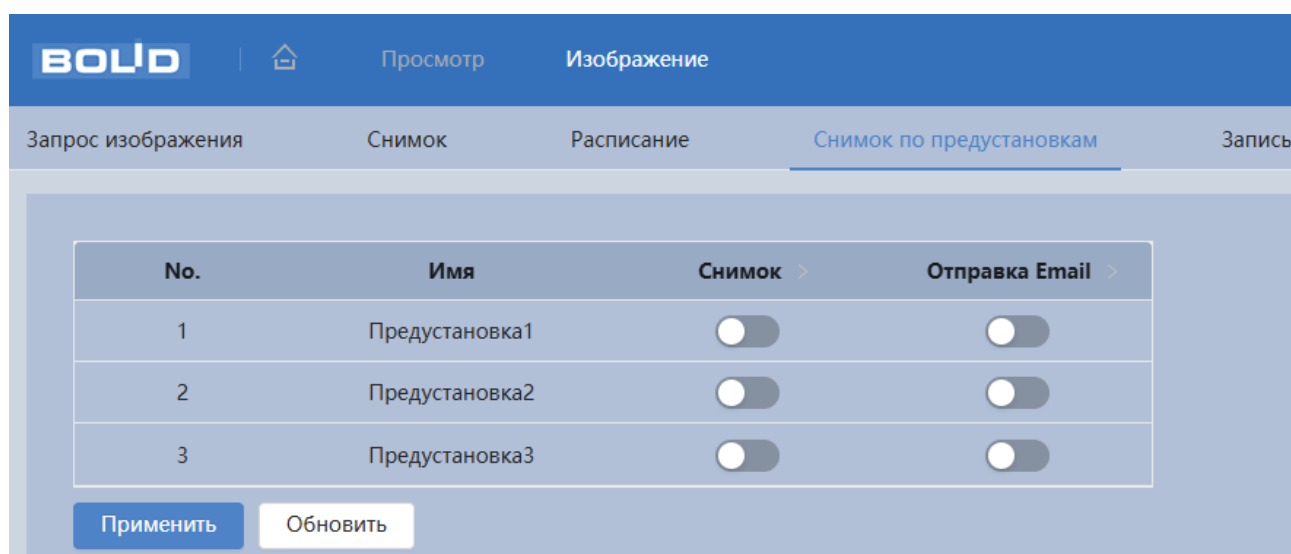 BOLID Просмотр Изображение
Запрос изображения Снимок Расписание Снимок по предустановкам Запись
No. Имя Снимок > Отправка Email >
1 Предустановка1
2 Предустановка2
3 Предустановка3
Применить Обновить